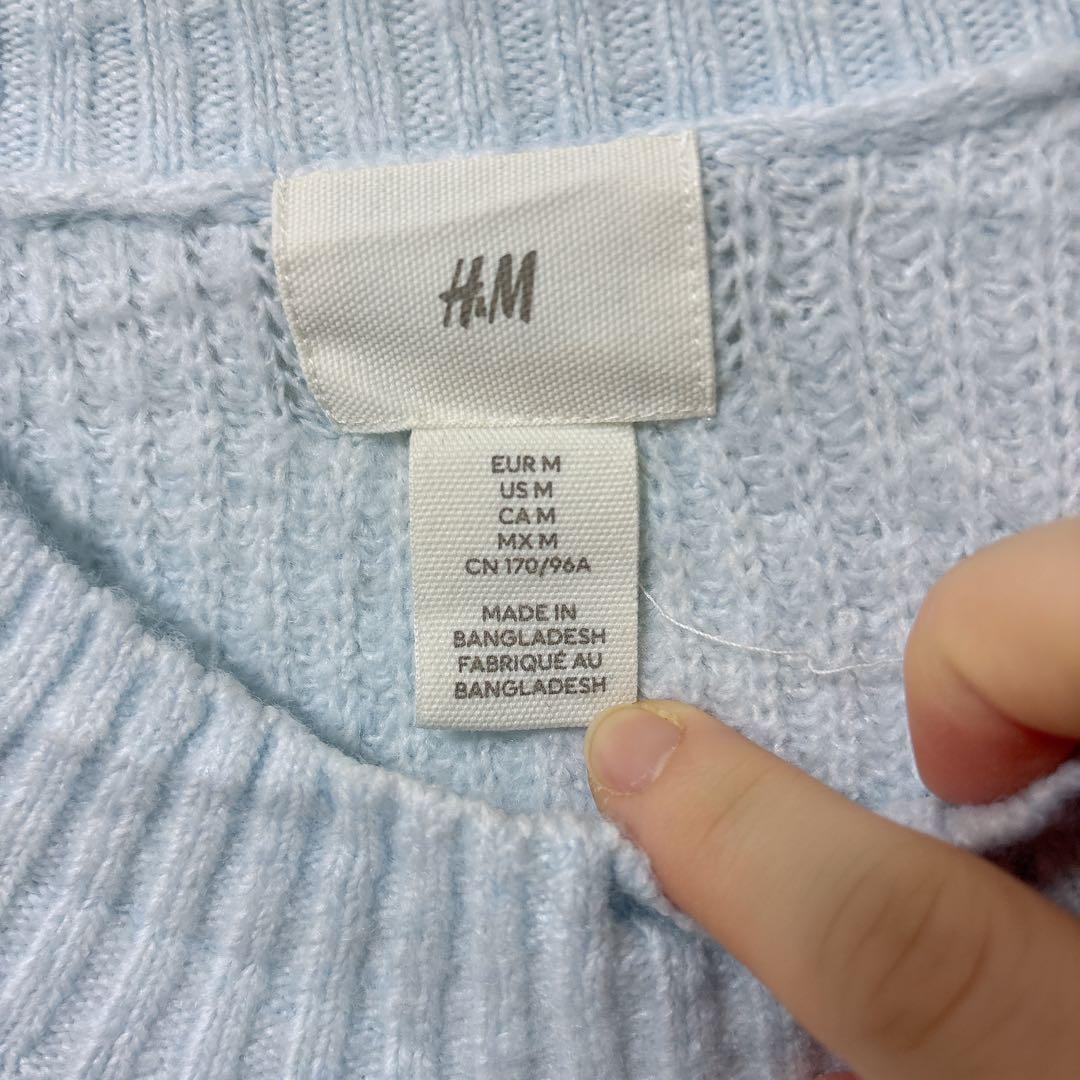 H&M
EUR M
US M
CA M
MX M
CN 170/96A
MADE IN
BANGLADESH
FABRIQUÉ AU
BANGLADESH